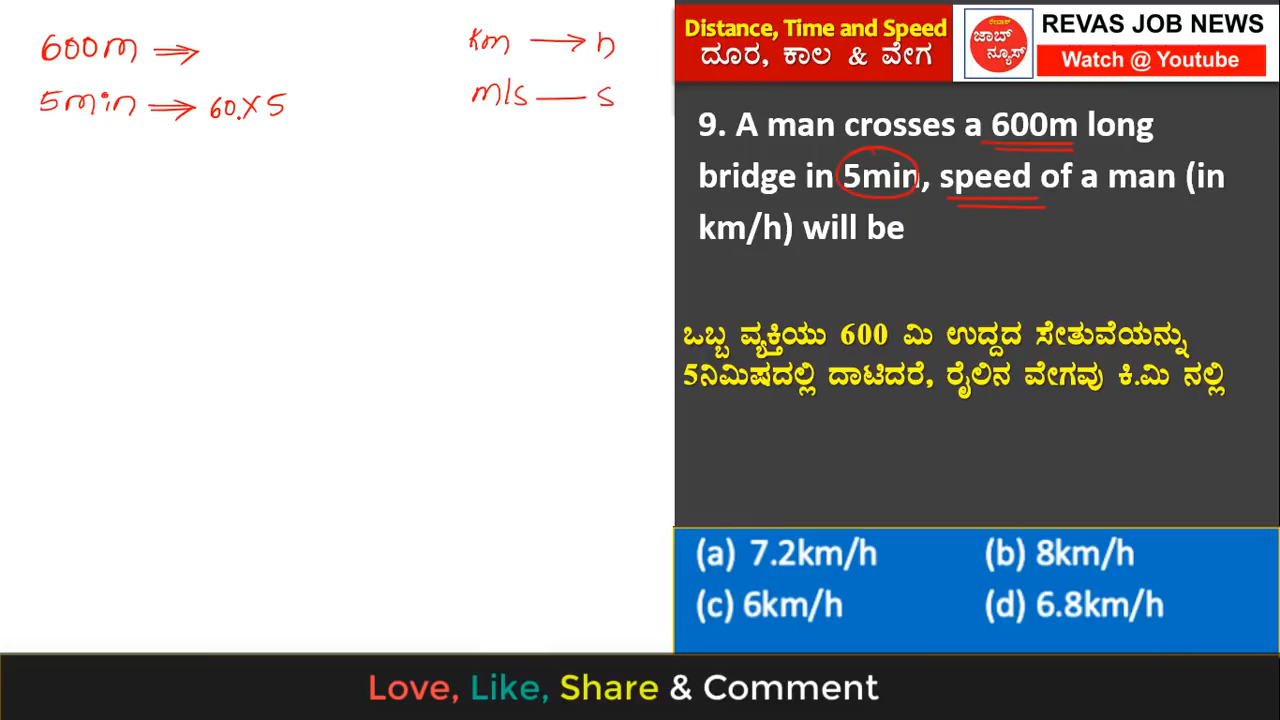 600m ⇒
5min ⇒ 60.X5
km → h
m/s — s
Distance, Time and Speed
ದೂರ, ಕಾಲ & ವೇಗ
ರೇವಾಸ್
ಜಾಬ್
ನ್ಯೂಸ್
REVAS JOB NEWS
Watch @ Youtube
9. A man crosses a 600m long
bridge in 5min, speed of a man (in
km/h) will be
ಒಬ್ಬ ವ್ಯಕ್ತಿಯು 600 ಮಿ ಉದ್ದದ ಸೇತುವೆಯನ್ನು
5ನಿಮಿಷದಲ್ಲಿ ದಾಟಿದರೆ, ರೈಲಿನ ವೇಗವು ಕಿ.ಮಿ ನಲ್ಲಿ
(a) 7.2km/h (b) 8km/h
(c) 6km/h (d) 6.8km/h
Love, Like, Share & Comment